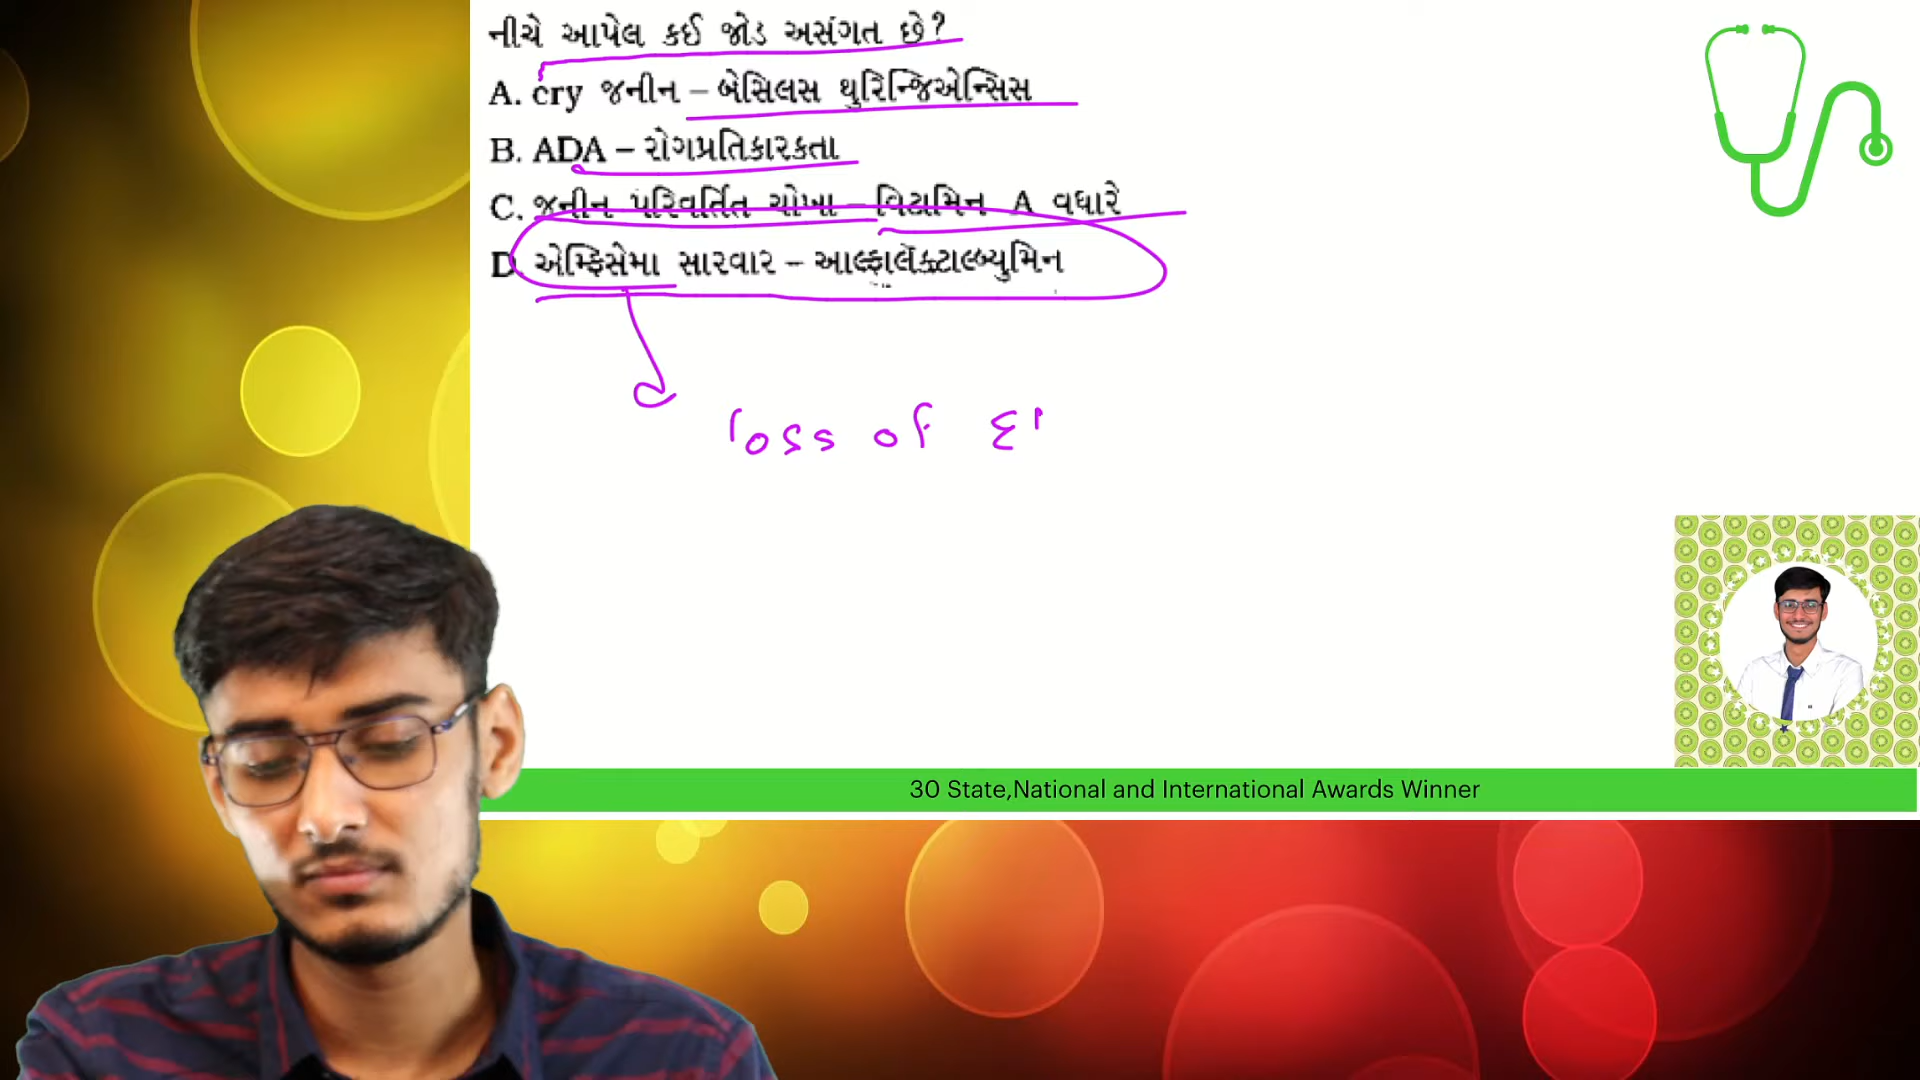 નીચે આપેલ કઈ જોડ અસંગત છે?
A. cry જનીન – બેસિલસ થુરિન્જિએન્સિસ
B. ADA – રોગપ્રતિકારકતા
C. જનીન પરિવર્તિત ચોખા – વિટામિન A વધારે
D. એમ્ફિસેમા સારવાર – આલ્ફાલૅક્ટાલ્બ્યુમિન
loss of El
30 State,National and International Awards Winner